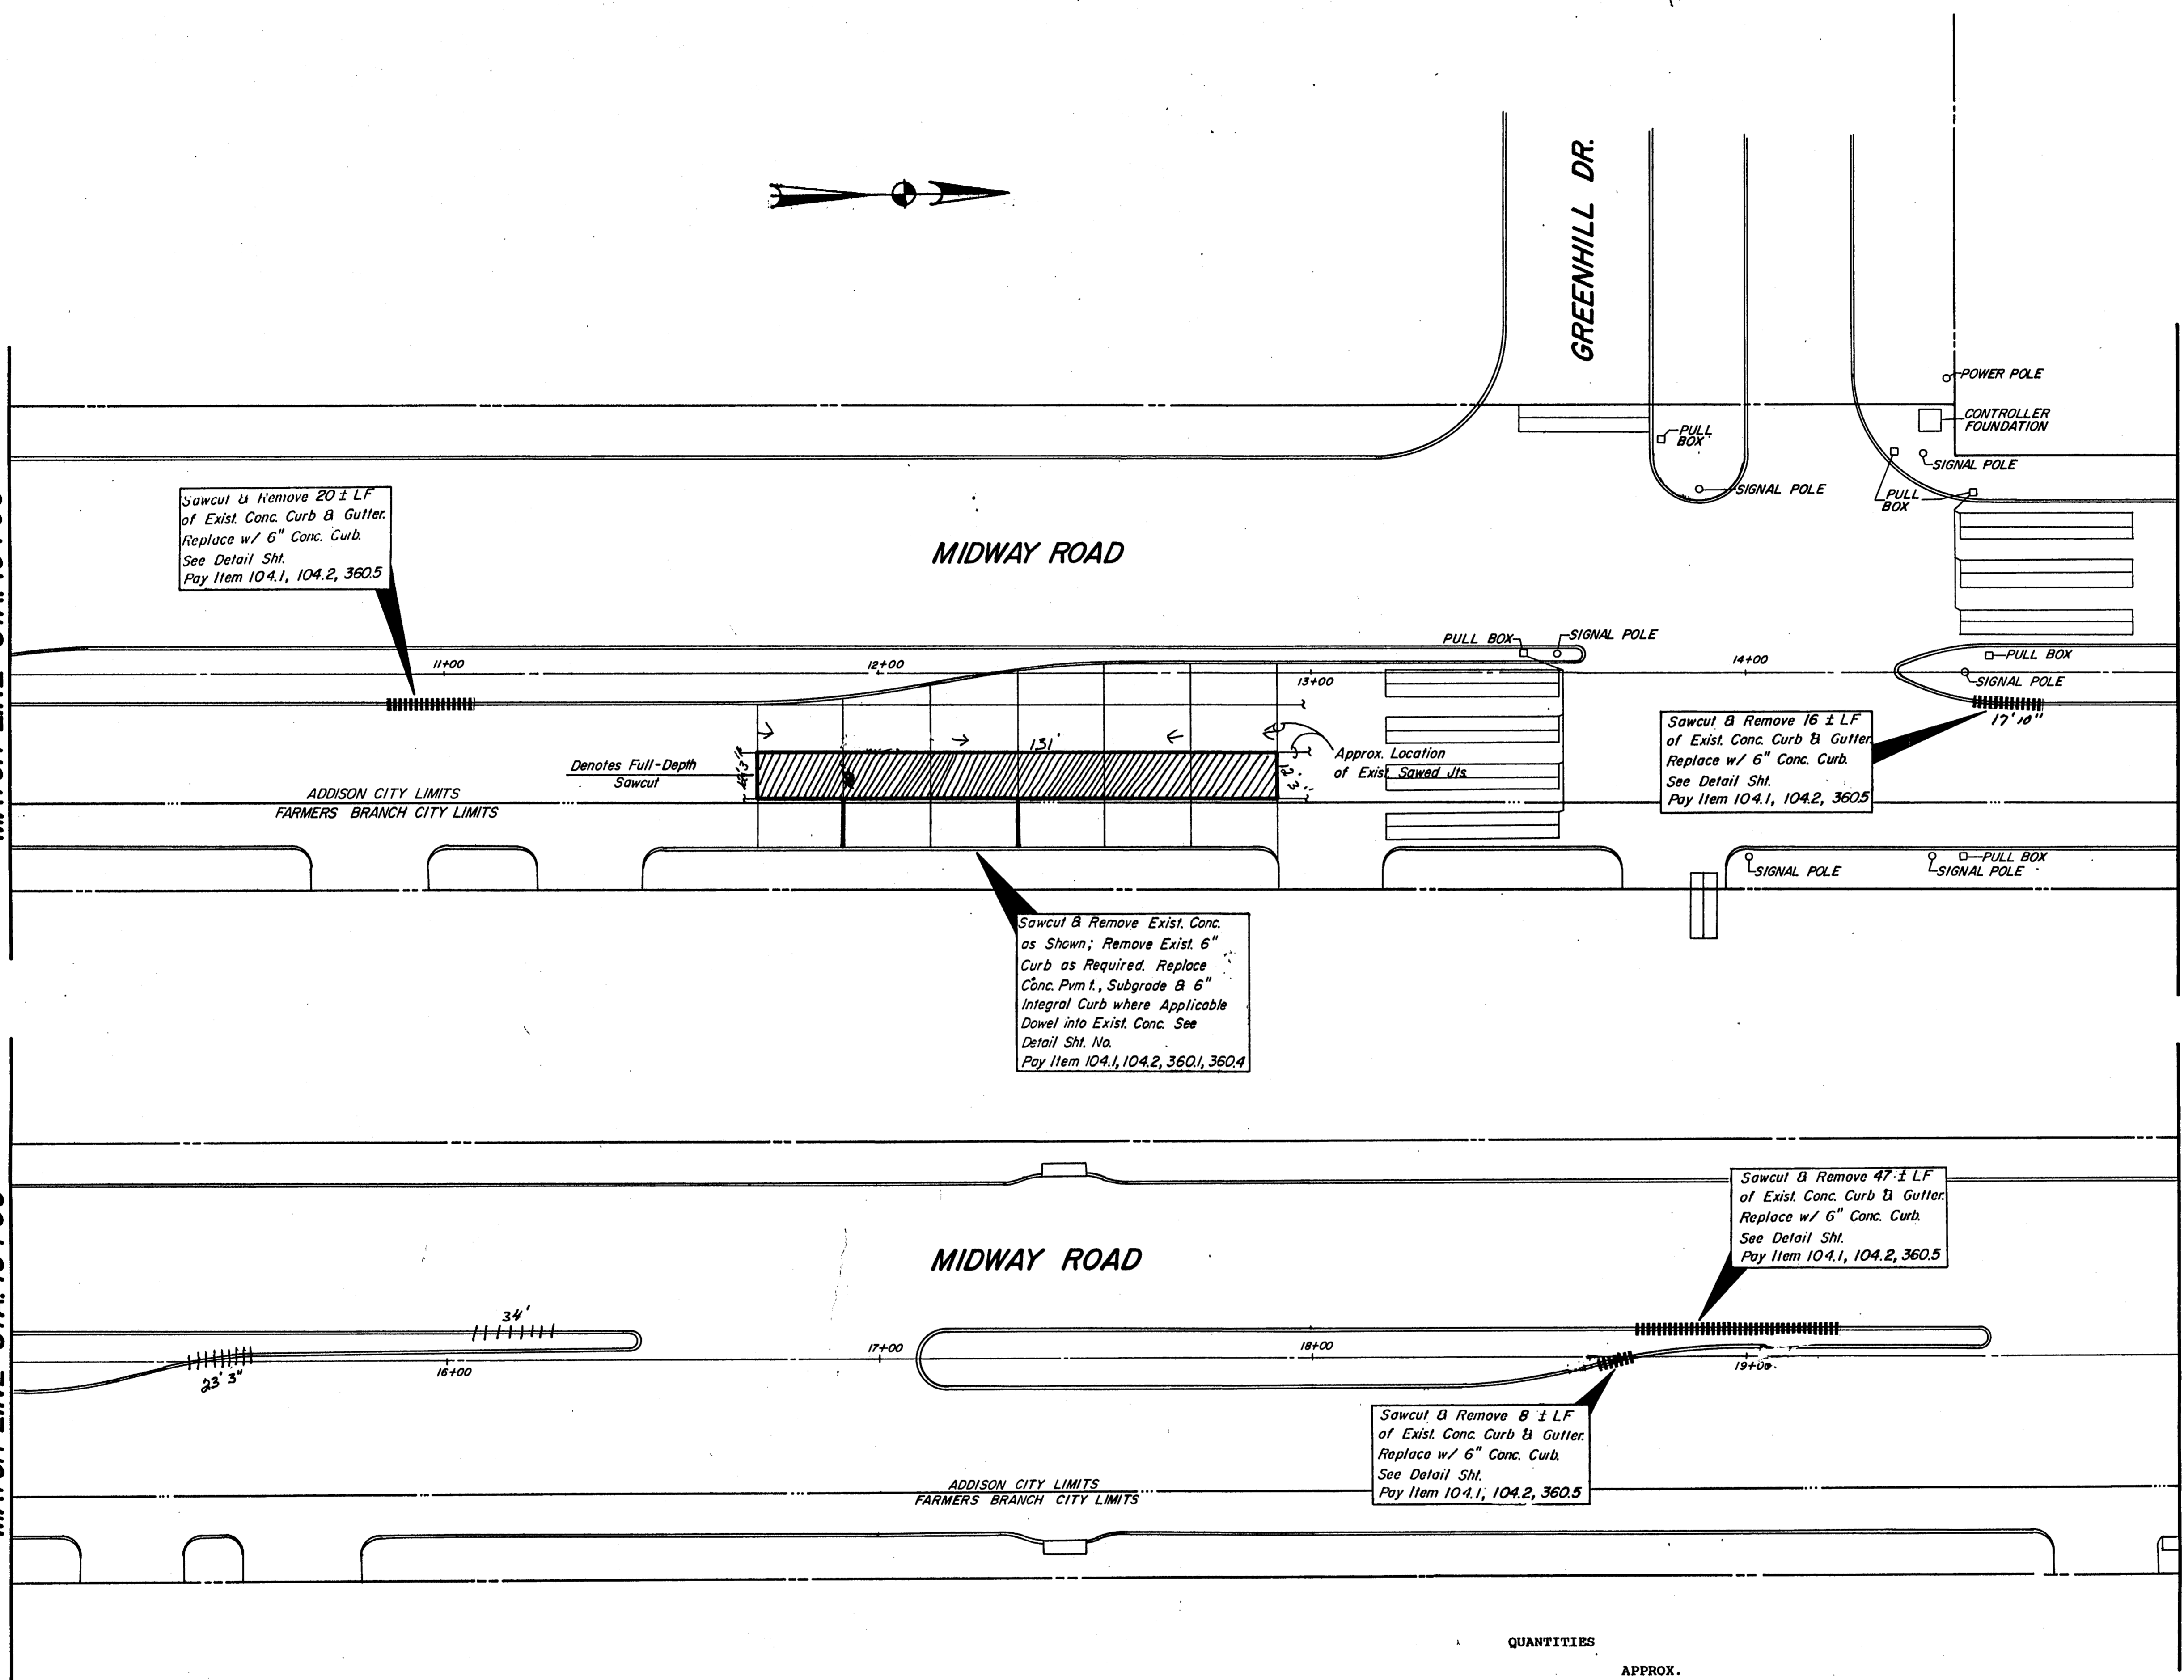 GREENHILL DR.
POWER POLE
CONTROLLER
FOUNDATION
PULL
BOX
SIGNAL POLE
SIGNAL POLE
PULL
BOX
Sawcut & Remove 20 ± LF
of Exist. Conc. Curb & Gutter.
Replace w/ 6" Conc. Curb.
See Detail Sht.
Pay Item 104.1, 104.2, 360.5
MIDWAY ROAD
PULL BOX
SIGNAL POLE
11+00
12+00
13+00
14+00
PULL BOX
SIGNAL POLE
17' 10"
Sawcut & Remove 16 ± LF
of Exist. Conc. Curb & Gutter.
Replace w/ 6" Conc. Curb.
See Detail Sht.
Pay Item 104.1, 104.2, 360.5
131'
Approx. Location
of Exist. Sawed Jts.
12' 3"
Denotes Full-Depth
Sawcut
ADDISON CITY LIMITS
FARMERS BRANCH CITY LIMITS
SIGNAL POLE
PULL BOX
SIGNAL POLE
Sawcut & Remove Exist. Conc.
as Shown; Remove Exist. 6"
Curb as Required. Replace
Conc. Pvmt., Subgrade & 6"
Integral Curb where Applicable
Dowel into Exist. Conc. See
Detail Sht. No.
Pay Item 104.1, 104.2, 360.1, 360.4
Sawcut & Remove 47 ± LF
of Exist. Conc. Curb & Gutter.
Replace w/ 6" Conc. Curb.
See Detail Sht.
Pay Item 104.1, 104.2, 360.5
MIDWAY ROAD
34'
23' 3"
16+00
17+00
18+00
19+00
Sawcut & Remove 8 ± LF
of Exist. Conc. Curb & Gutter.
Replace w/ 6" Conc. Curb.
See Detail Sht.
Pay Item 104.1, 104.2, 360.5
ADDISON CITY LIMITS
FARMERS BRANCH CITY LIMITS
QUANTITIES
APPROX.